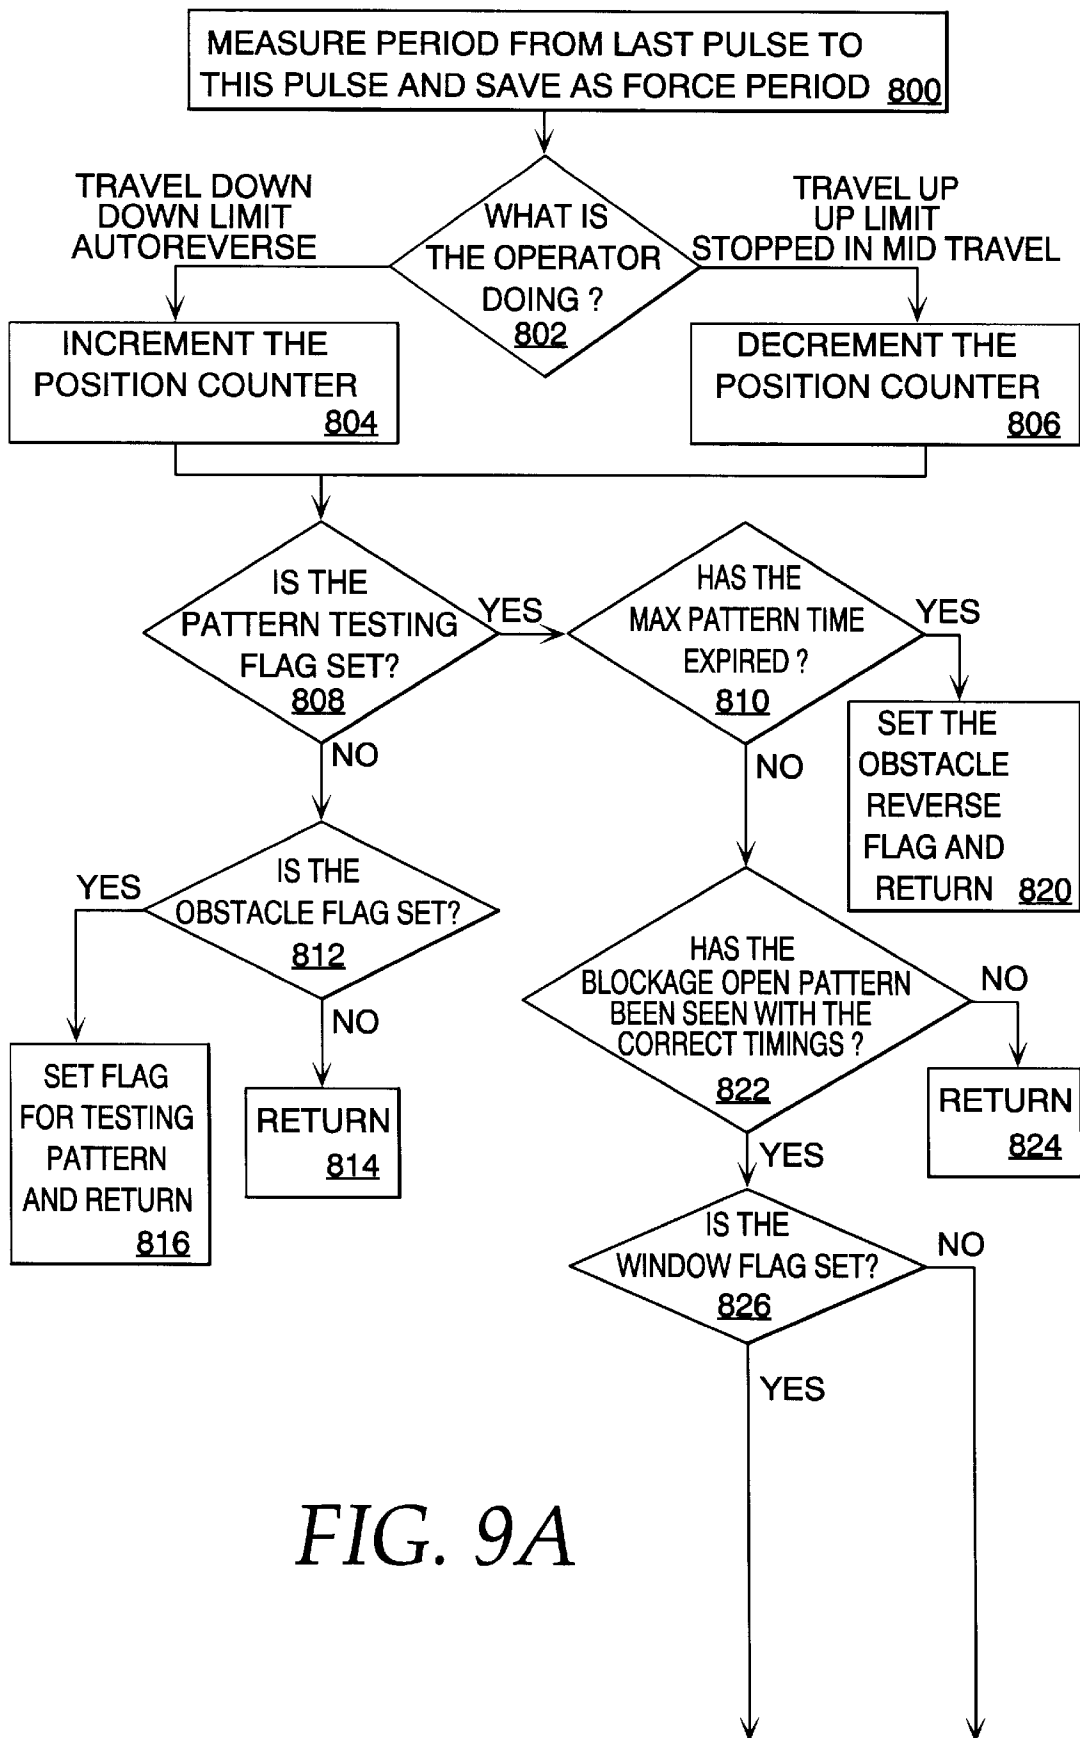 MEASURE PERIOD FROM LAST PULSE TO
THIS PULSE AND SAVE AS FORCE PERIOD 800
TRAVEL DOWN
DOWN LIMIT
AUTOREVERSE
WHAT IS
THE OPERATOR
DOING ?
802
TRAVEL UP
UP LIMIT
STOPPED IN MID TRAVEL
INCREMENT THE
POSITION COUNTER
804
DECREMENT THE
POSITION COUNTER
806
IS THE
PATTERN TESTING
FLAG SET?
808
YES
HAS THE
MAX PATTERN TIME
EXPIRED ?
810
YES
NO
NO
SET THE
OBSTACLE
REVERSE
FLAG AND
RETURN 820
YES
IS THE
OBSTACLE FLAG SET?
812
NO
HAS THE
BLOCKAGE OPEN PATTERN
BEEN SEEN WITH THE
CORRECT TIMINGS ?
822
NO
SET FLAG
FOR TESTING
PATTERN
AND RETURN
816
RETURN
814
RETURN
824
YES
IS THE
WINDOW FLAG SET?
826
NO
YES
FIG. 9A